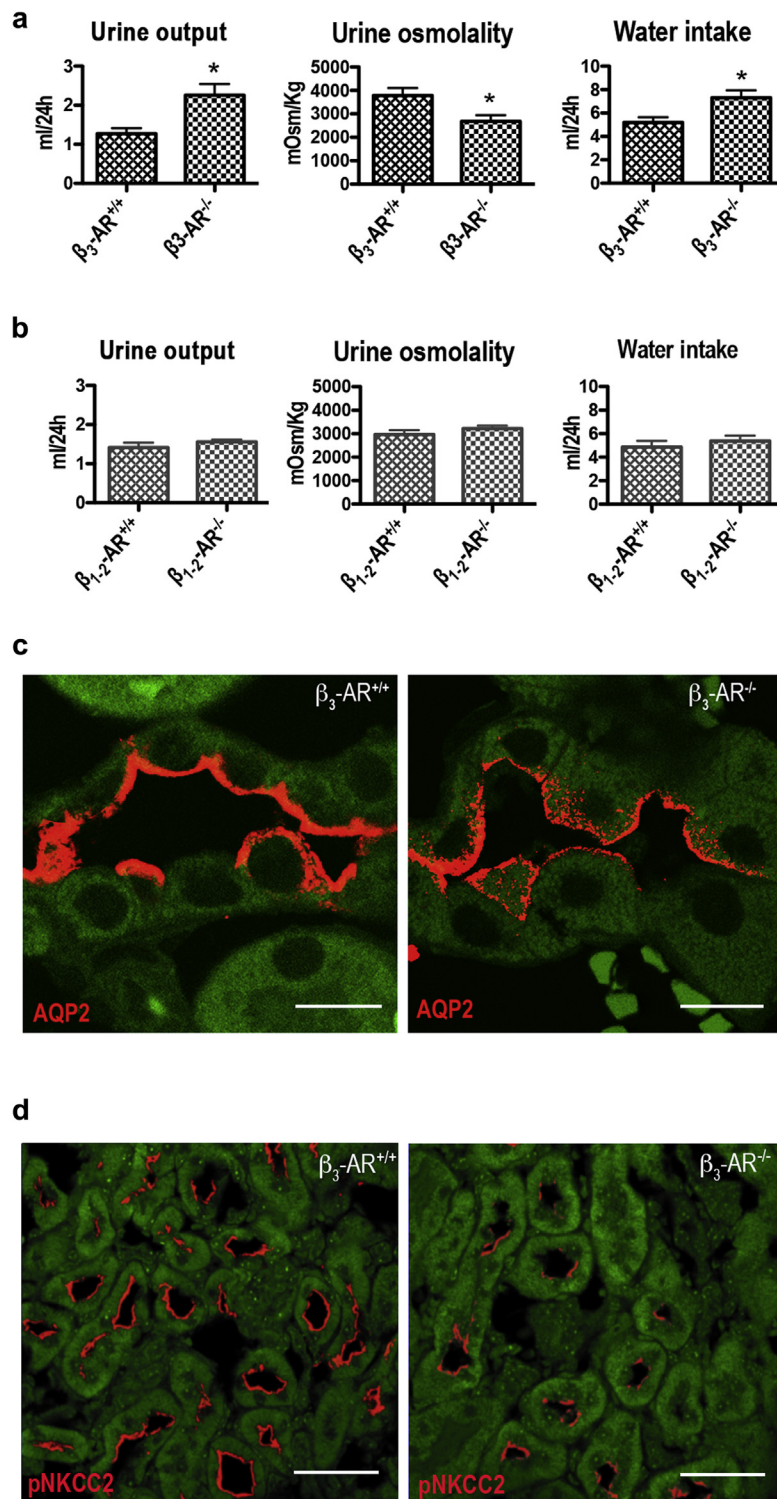 a
Urine output
Urine osmolality
Water intake
ml/24h
3
2
1
0
*
β₃-AR⁺/⁺
β3-AR⁻/⁻
mOsm/Kg
5000
4000
3000
2000
1000
0
*
β₃-AR⁺/⁺
β3-AR⁻/⁻
ml/24h
10
8
6
4
2
0
*
β₃-AR⁺/⁺
β₃-AR⁻/⁻
b
Urine output
Urine osmolality
Water intake
ml/24h
3
2
1
0
β₁₋₂-AR⁺/⁺
β₁₋₂-AR⁻/⁻
mOsm/Kg
5000
4000
3000
2000
1000
0
β₁₋₂-AR⁺/⁺
β₁₋₂-AR⁻/⁻
ml/24h
10
8
6
4
2
0
β₁₋₂-AR⁺/⁺
β₁₋₂-AR⁻/⁻
c
β₃-AR⁺/⁺
β₃-AR⁻/⁻
AQP2
AQP2
d
β₃-AR⁺/⁺
β₃-AR⁻/⁻
pNKCC2
pNKCC2